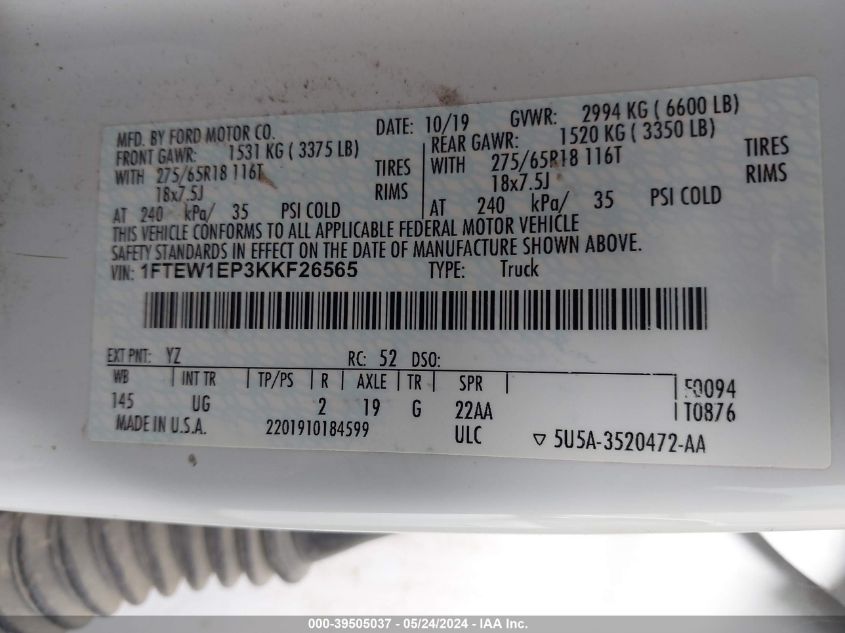 MFD. BY FORD MOTOR CO. DATE: 10/19 GVWR: 2994 KG ( 6600 LB)
FRONT GAWR: 1531 KG ( 3375 LB) REAR GAWR: 1520 KG ( 3350 LB)
WITH 275/65R18 116T TIRES WITH 275/65R18 116T TIRES
18x7.5J RIMS 18x7.5J RIMS
AT 240 kPa/ 35 PSI COLD AT 240 kPa/ 35 PSI COLD
THIS VEHICLE CONFORMS TO ALL APPLICABLE FEDERAL MOTOR VEHICLE
SAFETY STANDARDS IN EFFECT ON THE DATE OF MANUFACTURE SHOWN ABOVE.
VIN: 1FTEW1EP3KKF26565 TYPE: Truck
EXT PNT: YZ RC: 52 DSO:
WB INT TR TP/PS R AXLE TR SPR F0094
145 UG 2 19 G 22AA T0876
MADE IN U.S.A. 2201910184599 ULC 5U5A-3520472-AA
000-39505037 - 05/24/2024 - IAA Inc.